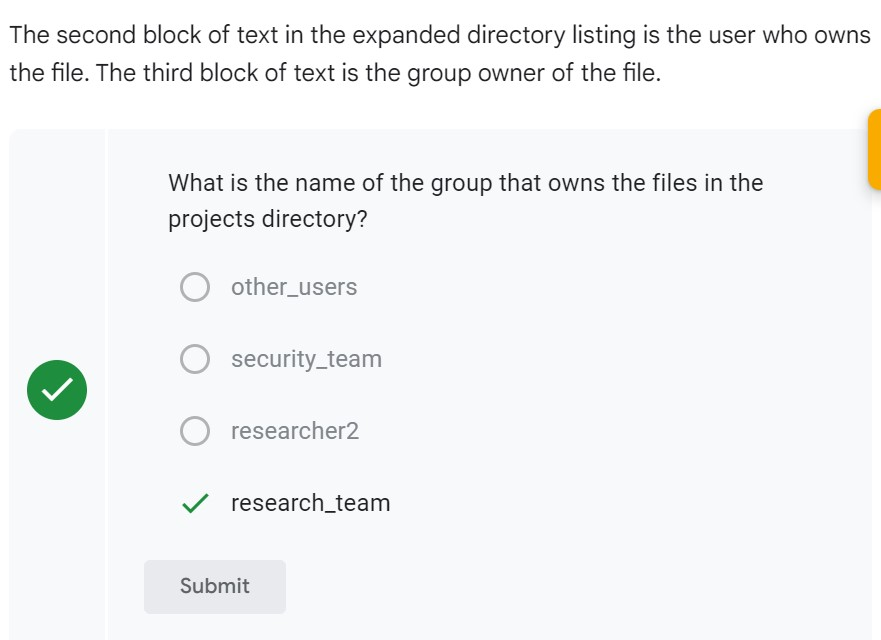 The second block of text in the expanded directory listing is the user who owns
the file. The third block of text is the group owner of the file.
What is the name of the group that owns the files in the
projects directory?
other_users
security_team
researcher2
research_team
Submit